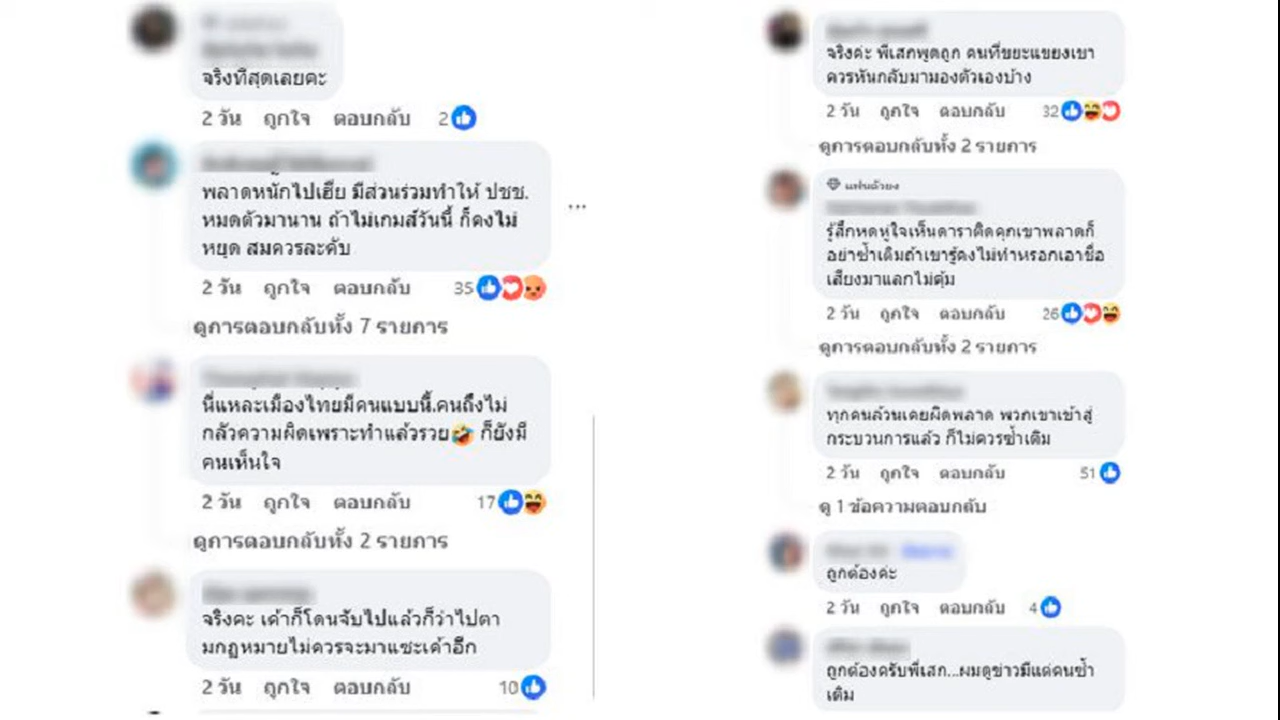 จริงที่สุดเลยคะ
2 วัน ถูกใจ ตอบกลับ 2
พลาดหนักไปเฮีย มีส่วนร่วมทำให้ ปชช.
หมดตัวมานาน ถ้าไม่เกมส์วันนี้ ก็คงไม่
หยุด สมควรละคับ
2 วัน ถูกใจ ตอบกลับ 35
ดูการตอบกลับทั้ง 7 รายการ
นี่แหละเมืองไทยมีคนแบบนี้.คนถึงไม่
กลัวความผิดเพราะทำแล้วรวย🤣 ก็ยังมี
คนเห็นใจ
2 วัน ถูกใจ ตอบกลับ 17
ดูการตอบกลับทั้ง 2 รายการ
จริงคะ เค้าก็โดนจับไปแล้วก็ว่าไปตา
มกฎหมายไม่ควรจะมาแซะเค้าอีก
2 วัน ถูกใจ ตอบกลับ 10
จริงค่ะ พี่เสกพูดถูก คนที่ขยะแขยงเขา
ควรหันกลับมามองตัวเองบ้าง
2 วัน ถูกใจ ตอบกลับ 32
ดูการตอบกลับทั้ง 2 รายการ
แฟนตัวยง
รู้สึกหดหู่ใจเห็นดาราติดคุกเขาพลาดก็
อย่าซ้ำเติมถ้าเขารู้คงไม่ทำหรอกเอาชื่อ
เสียงมาแลกไม่คุ้ม
2 วัน ถูกใจ ตอบกลับ 26
ดูการตอบกลับทั้ง 2 รายการ
ทุกคนล้วนเคยผิดพลาด พวกเขาเข้าสู่
กระบวนการแล้ว ก็ไม่ควรซ้ำเติม
2 วัน ถูกใจ ตอบกลับ 51
ดู 1 ข้อความตอบกลับ
ถูกต้องค่ะ
2 วัน ถูกใจ ตอบกลับ 4
ถูกต้องครับพี่เสก...ผมดูข่าวมีแต่คนซ้ำ
เติม